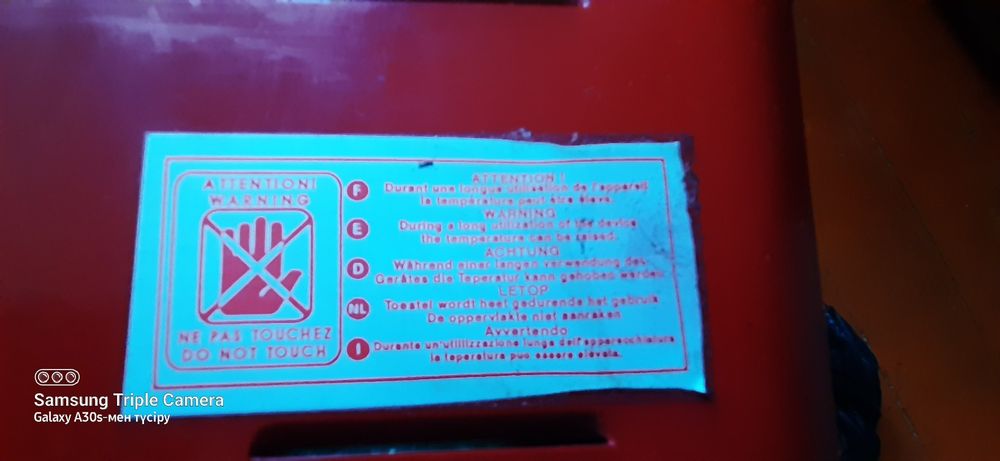 ATTENTION!
WARNING
NE PAS TOUCHEZ
DO NOT TOUCH
F
ATTENTION !
Durant une longue utilisation de l'appareil
la température peut être élevé.
E
WARNING
During a long utilization of the device
the temperature can be raised.
D
ACHTUNG
Während einer langen verwendung des
Gerätes die Teperatur kann gehoben werden
NL
LETOP
Toestel wordt heet gedurende het gebruik
De oppervlakte niet aanraken
I
Avvertendo
Durante un'utilllizzazione lunga dell'apparecchiatura
la teperatura puo essere elevata.
Samsung Triple Camera
Galaxy A30s-мен түсіру